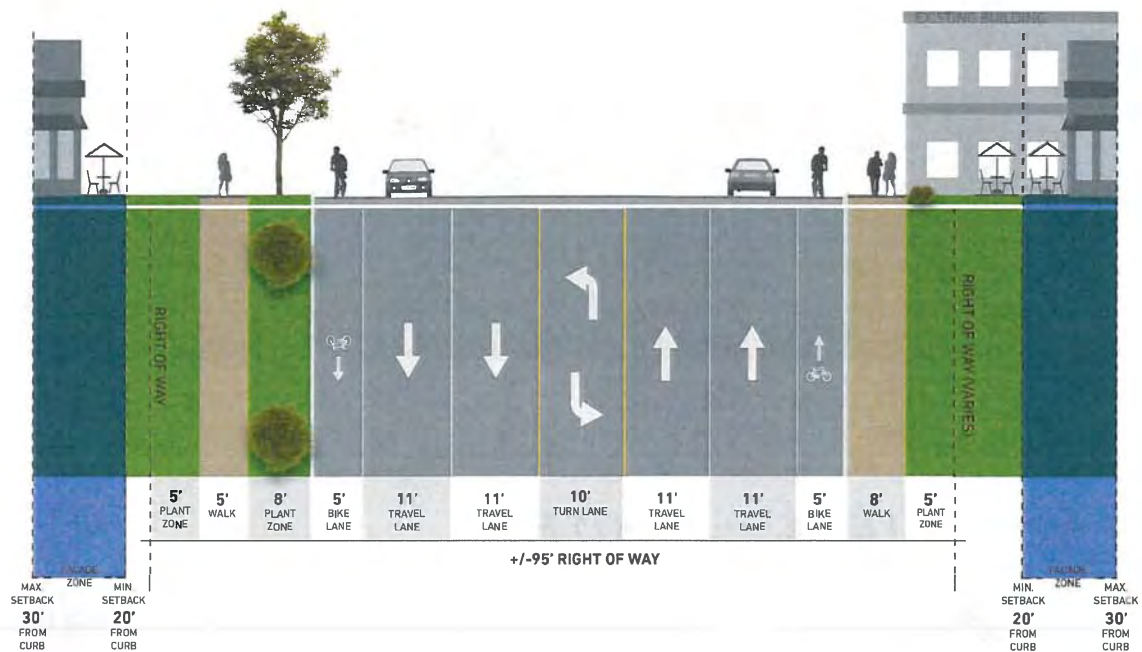 EXISTING BUILDING
RIGHT OF WAY
RIGHT OF WAY (VARIES)
5'
PLANT
ZONE
5'
WALK
8'
PLANT
ZONE
5'
BIKE
LANE
11'
TRAVEL
LANE
11'
TRAVEL
LANE
10'
TURN LANE
11'
TRAVEL
LANE
11'
TRAVEL
LANE
5'
BIKE
LANE
8'
WALK
5'
PLANT
ZONE
+/-95' RIGHT OF WAY
FACADE
ZONE
MAX.
SETBACK
30'
FROM
CURB
MIN.
SETBACK
20'
FROM
CURB
FACADE
ZONE
MIN.
SETBACK
20'
FROM
CURB
MAX.
SETBACK
30'
FROM
CURB